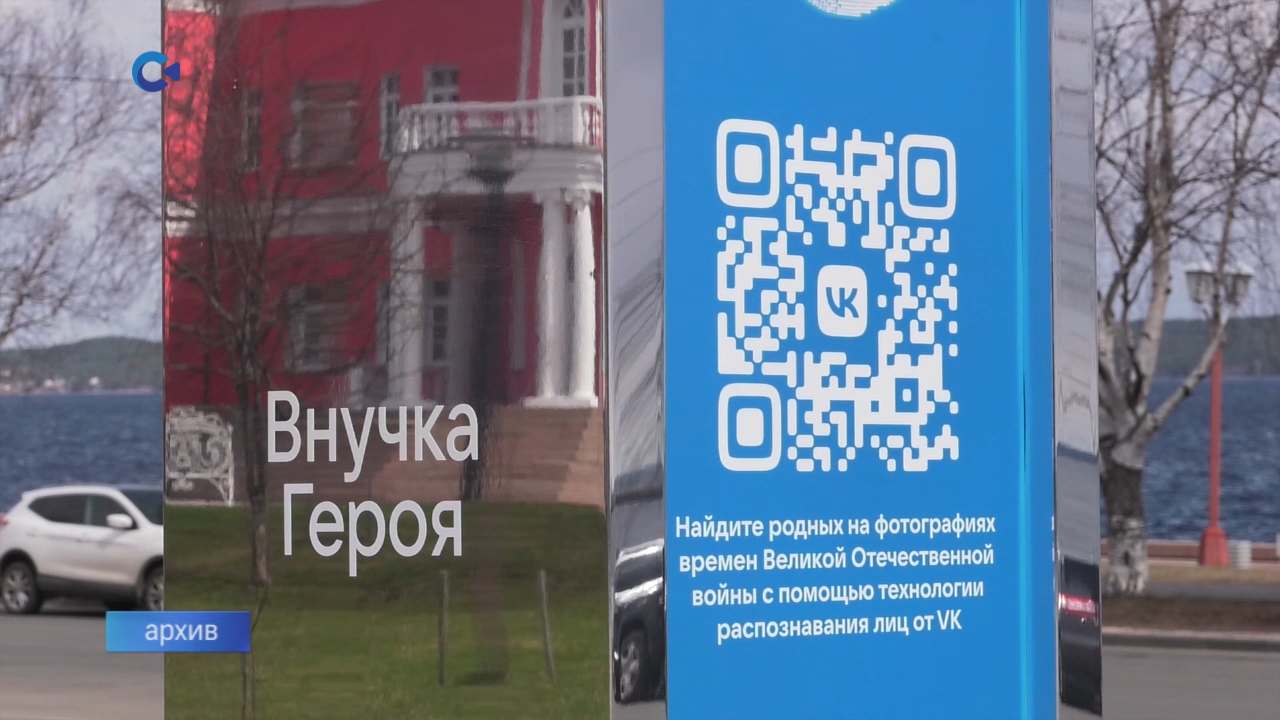 Внучка
Героя
VK
Найдите родных на фотографиях
времен Великой Отечественной
войны с помощью технологии
распознавания лиц от VK
архив